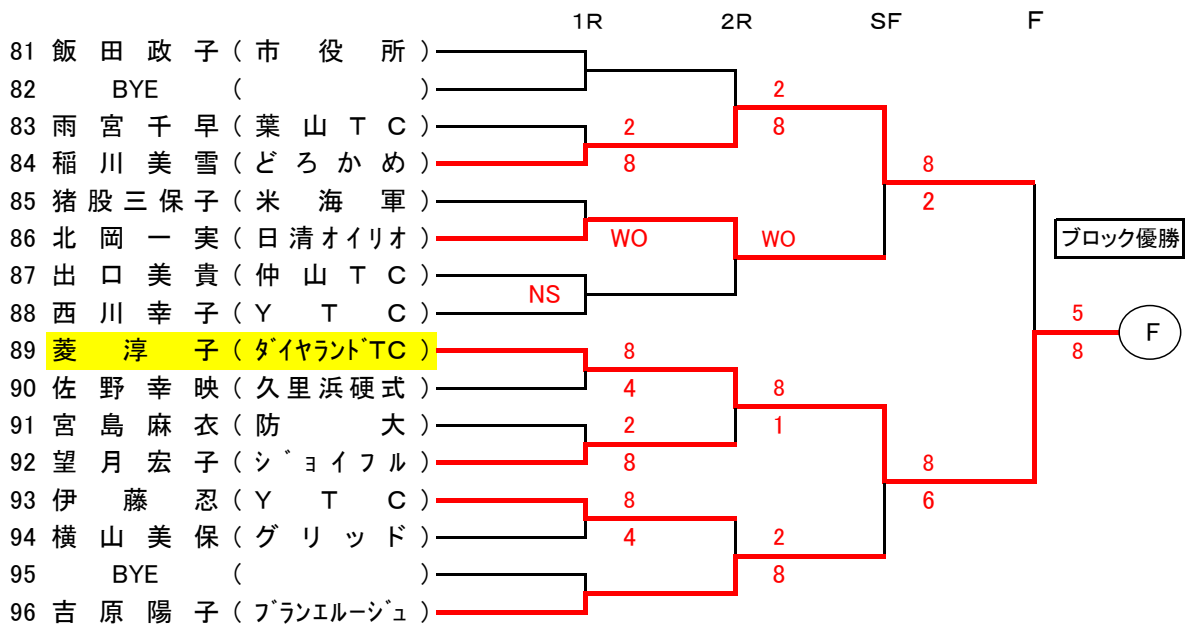 1R 2R SF F
81 飯田政子(市役所)
82 BYE ( )
2
83 雨宮千早(葉山TC) 2 8
84 稲川美雪(どろかめ) 8 8
85 猪股三保子(米海軍) 2
86 北岡一実(日清オイリオ) WO WO ブロック優勝
87 出口美貴(仲山TC)
NS
88 西川幸子(YTC) 5
F
89 菱淳子(ダイヤランドTC) 8 8
90 佐野幸映(久里浜硬式) 4 8
91 宮島麻衣(防大) 2 1
92 望月宏子(ジョイフル) 8 8
93 伊藤忍(YTC) 8 6
94 横山美保(グリッド) 4 2
95 BYE ( ) 8
96 吉原陽子(ブランエルージュ)